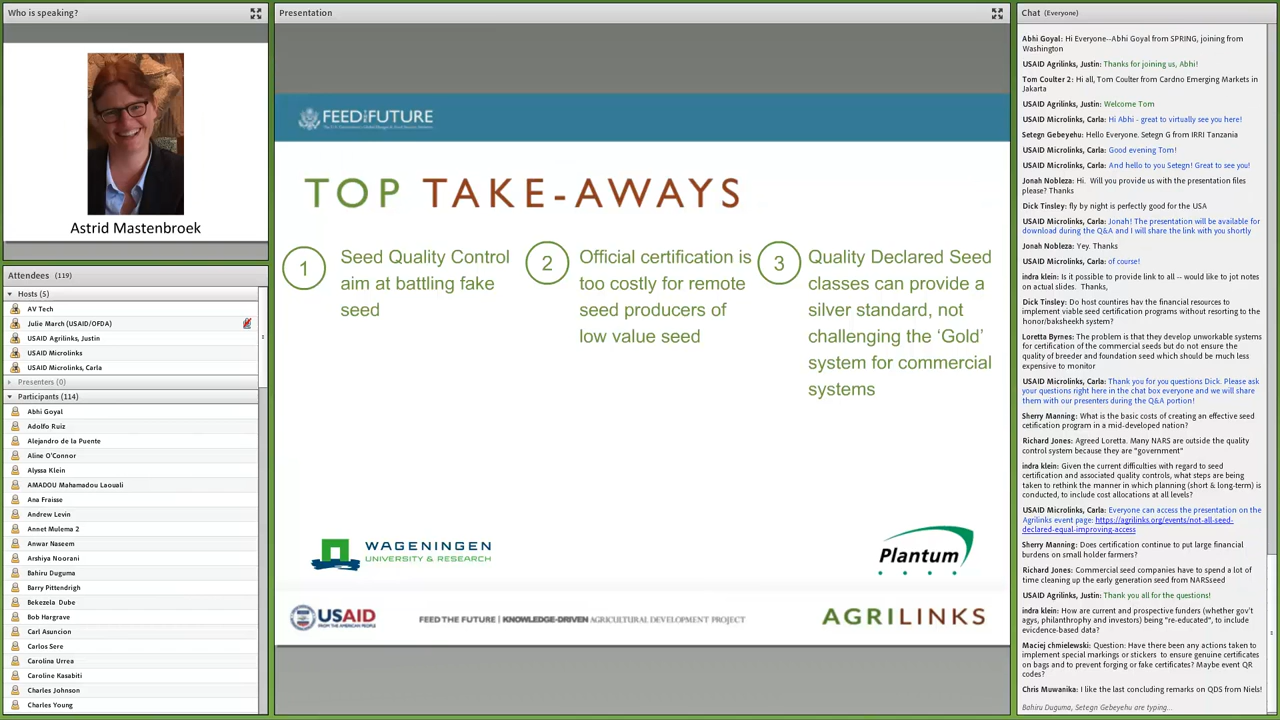 Who is speaking?
Astrid Mastenbroek
Attendees (119)
Hosts (5)
AV Tech
Julie March (USAID/OFDA)
USAID Agrilinks, Justin
USAID Microlinks
USAID Microlinks, Carla
Presenters (0)
Participants (114)
Abhi Goyal
Adolfo Ruiz
Alejandro de la Puente
Aline O'Connor
Alyssa Klein
AMADOU Mahamadou Laouali
Ana Fraisse
Andrew Levin
Annet Mulema 2
Anwar Naseem
Arshiya Noorani
Bahiru Duguma
Barry Pittendrigh
Bekezela Dube
Bob Hargrave
Carl Asuncion
Carlos Sere
Carolina Urrea
Caroline Kasabiti
Charles Johnson
Charles Young
Presentation
FEED THE FUTURE
TOP TAKE-AWAYS
1
Seed Quality Control
aim at battling fake
seed
2
Official certification is
too costly for remote
seed producers of
low value seed
3
Quality Declared Seed
classes can provide a
silver standard, not
challenging the ‘Gold’
system for commercial
systems
WAGENINGEN
UNIVERSITY & RESEARCH
Plantum
USAID
FROM THE AMERICAN PEOPLE
FEED THE FUTURE | KNOWLEDGE-DRIVEN AGRICULTURAL DEVELOPMENT PROJECT
AGRILINKS
Chat (Everyone)
Abhi Goyal: Hi Everyone--Abhi Goyal from SPRING, joining from
Washington
USAID Agrilinks, Justin: Thanks for joining us, Abhi!
Tom Coulter 2: Hi all, Tom Coulter from Cardno Emerging Markets in
Jakarta
USAID Agrilinks, Justin: Welcome Tom
USAID Microlinks, Carla: Hi Abhi - great to virtually see you here!
Setegn Gebeyehu: Hello Everyone. Setegn G from IRRI Tanzania
USAID Microlinks, Carla: Good evening Tom!
USAID Microlinks, Carla: And hello to you Setegn! Great to see you!
Jonah Nobleza: Hi. Will you provide us with the presentation files
please? Thanks
Dick Tinsley: fly by night is perfectly good for the USA
USAID Microlinks, Carla: Jonah! The presentation will be available for
download during the Q&A and I will share the link with you shortly
Jonah Nobleza: Yey. Thanks
USAID Microlinks, Carla: of course!
indra klein: Is it possible to provide link to all -- would like to jot notes
on actual slides. Thanks,
Dick Tinsley: Do host countires hav the financial resources to
implement viable seed certification programs without resorting to the
honor/baksheekh system?
Loretta Byrnes: The problem is that they develop unworkable systems
for certification of the commercial seeds but do not ensure the
quality of breeder and foundation seed which should be much less
expensive to monitor
USAID Microlinks, Carla: Thank you for you questions Dick. Please ask
your questions right here in the chat box everyone and we will share
them with our presenters during the Q&A portion!
Sherry Manning: What is the basic costs of creating an effective seed
cetification program in a mid-developed nation?
Richard Jones: Agreed Loretta. Many NARS are outside the quality
control system because they are "government"
indra klein: Given the current difficulties with regard to seed
certification and associated quality controls, what steps are being
taken to rethink the manner in which planning (short & long-term) is
conducted, to include cost allocations at all levels?
USAID Microlinks, Carla: Everyone can access the presentation on the
Agrilinks event page: https://agrilinks.org/events/not-all-seed-
declared-equal-improving-access
Sherry Manning: Does certification continue to put large financial
burdens on small holder farmers?
Richard Jones: Commercial seed companies have to spend a lot of
time cleaning up the early generation seed from NARSseed
USAID Agrilinks, Justin: Thank you all for the questions!
indra klein: How are current and prospective funders (whether gov't
agys, philanthropy and investors) being "re-educated", to include
evicdence-based data?
Maciej chmielewski: Question: Have there been any actions taken to
implement special markings or stickers to ensure genuine certificates
on bags and to prevent forging or fake certificates? Maybe event QR
codes?
Chris Muwanika: I like the last concluding remarks on QDS from Niels!
Bahiru Duguma, Setegn Gebeyehu are typing...